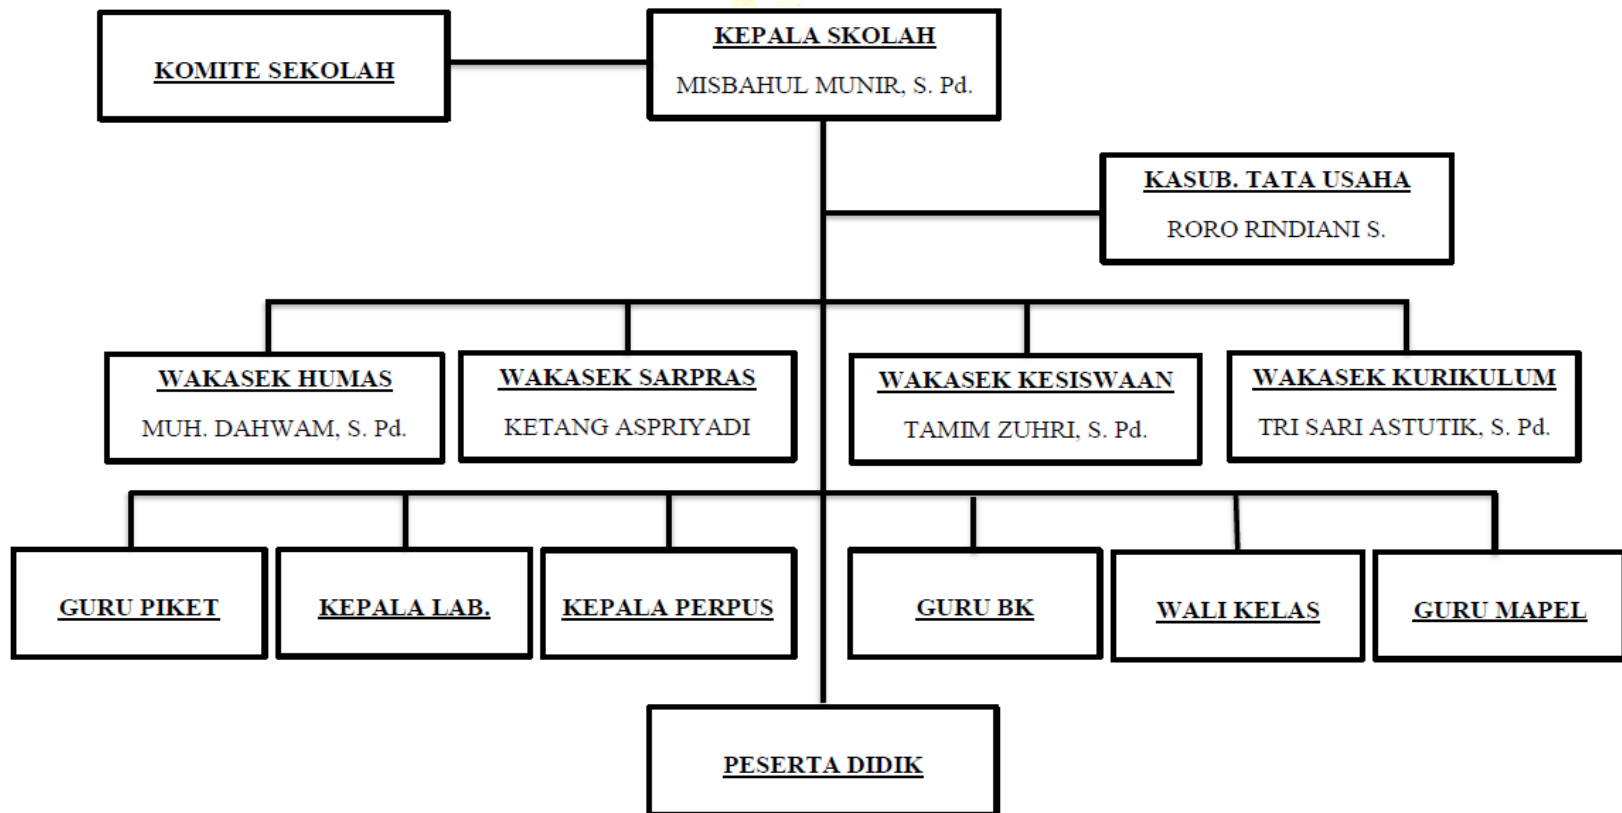 KOMITE SEKOLAH
KEPALA SKOLAH
MISBAHUL MUNIR, S. Pd.
KASUB. TATA USAHA
RORO RINDIANI S.
WAKASEK HUMAS
MUH. DAHWAM, S. Pd.
WAKASEK SARPRAS
KETANG ASPRIYADI
WAKASEK KESISWAAN
TAMIM ZUHRI, S. Pd.
WAKASEK KURIKULUM
TRI SARI ASTUTIK, S. Pd.
GURU PIKET
KEPALA LAB.
KEPALA PERPUS
GURU BK
WALI KELAS
GURU MAPEL
PESERTA DIDIK